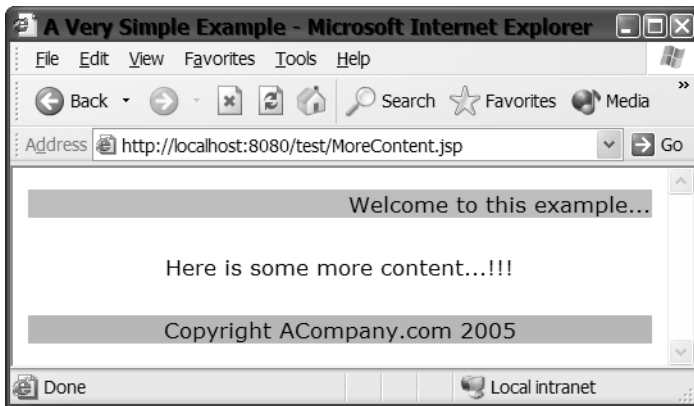 A Very Simple Example - Microsoft Internet Explorer
File Edit View Favorites Tools Help
Back Search Favorites Media »
Address http://localhost:8080/test/MoreContent.jsp Go
Welcome to this example...
Here is some more content...!!!
Copyright ACompany.com 2005
Done Local intranet